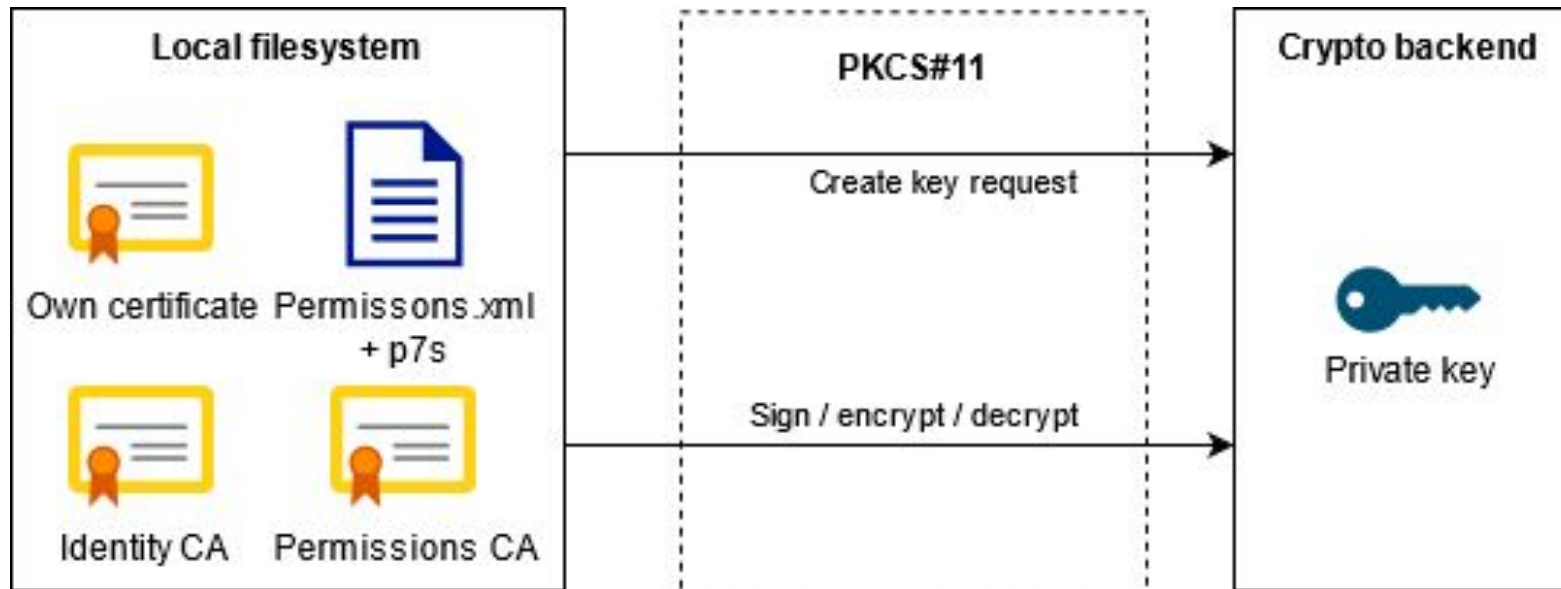 Local filesystem
Own certificate
Permissons.xml
+ p7s
Identity CA
Permissions CA
PKCS#11
Create key request
Sign / encrypt / decrypt
Crypto backend
Private key